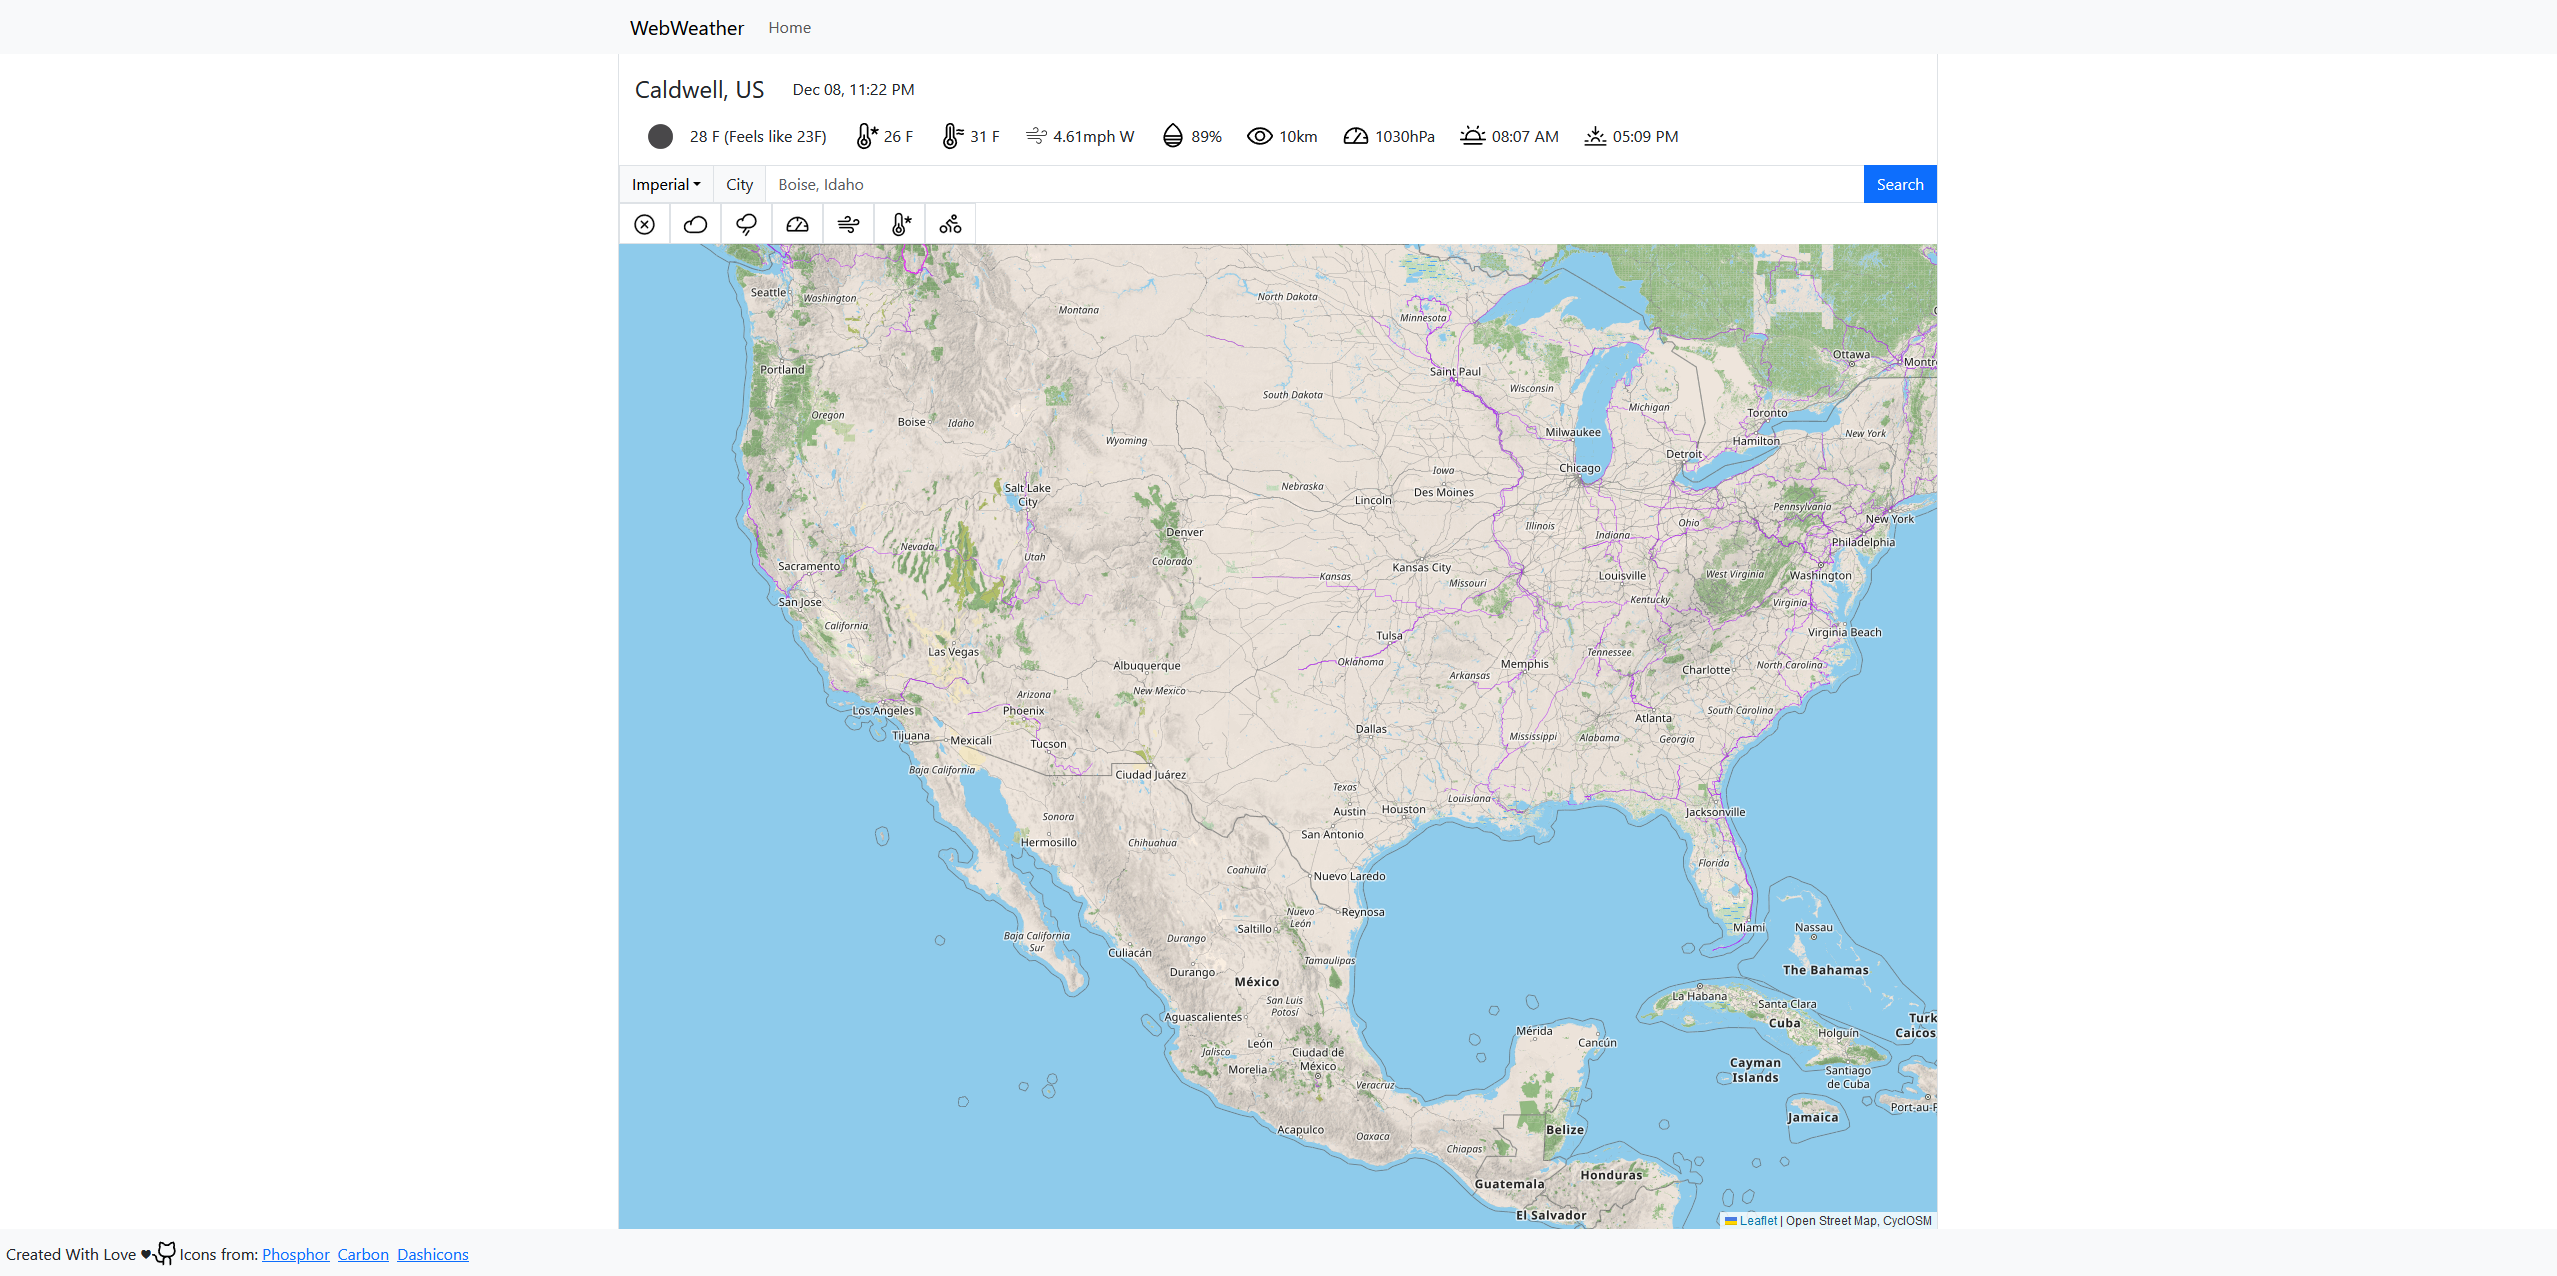 WebWeather Home
Caldwell, US Dec 08, 11:22 PM
28 F (Feels like 23F) 26 F 31 F 4.61mph W 89% 10km 1030hPa 08:07 AM 05:09 PM
Imperial City Boise, Idaho Search
Seattle
Washington
Montana
North Dakota
Minnesota
Ottawa
Montr
Portland
Saint Paul
Wisconsin
South Dakota
Michigan
Toronto
Oregon
Boise
Idaho
Wyoming
Milwaukee
Hamilton
New York
Detroit
Chicago
Iowa
Salt Lake
City
Nebraska
Lincoln
Des Moines
Pennsylvania
New York
Illinois
Ohio
Indiana
Denver
Philadelphia
Nevada
Utah
Colorado
Sacramento
Kansas City
Kansas
Missouri
Louisville
West Virginia
Washington
San Jose
Kentucky
Virginia
California
Tulsa
Virginia Beach
Las Vegas
Albuquerque
Oklahoma
Memphis
Tennessee
Charlotte
North Carolina
Arkansas
Arizona
New Mexico
Los Angeles
Phoenix
Atlanta
South Carolina
Tijuana
Mexicali
Tucson
Dallas
Mississippi
Alabama
Georgia
Baja California
Ciudad Juárez
Texas
Louisiana
Austin
Houston
Jacksonville
Sonora
San Antonio
Hermosillo
Chihuahua
Coahuila
Florida
Nuevo Laredo
Nuevo
León
Reynosa
Saltillo
Miami
Nassau
Baja California
Sur
Durango
Culiacán
Tamaulipas
Durango
The Bahamas
México
San Luis
Potosí
La Habana
Santa Clara
Cuba
Turk
Caicos
Aguascalientes
Mérida
Holguín
Cancún
León
Jalisco
Ciudad de
México
Morelia
Cayman
Islands
Santiago
de Cuba
Veracruz
Port-au-P
Jamaica
Acapulco
Oaxaca
Belize
Chiapas
Honduras
Guatemala
El Salvador
Leaflet | Open Street Map, CyclOSM
Created With Love ♥ Icons from: Phosphor Carbon Dashicons